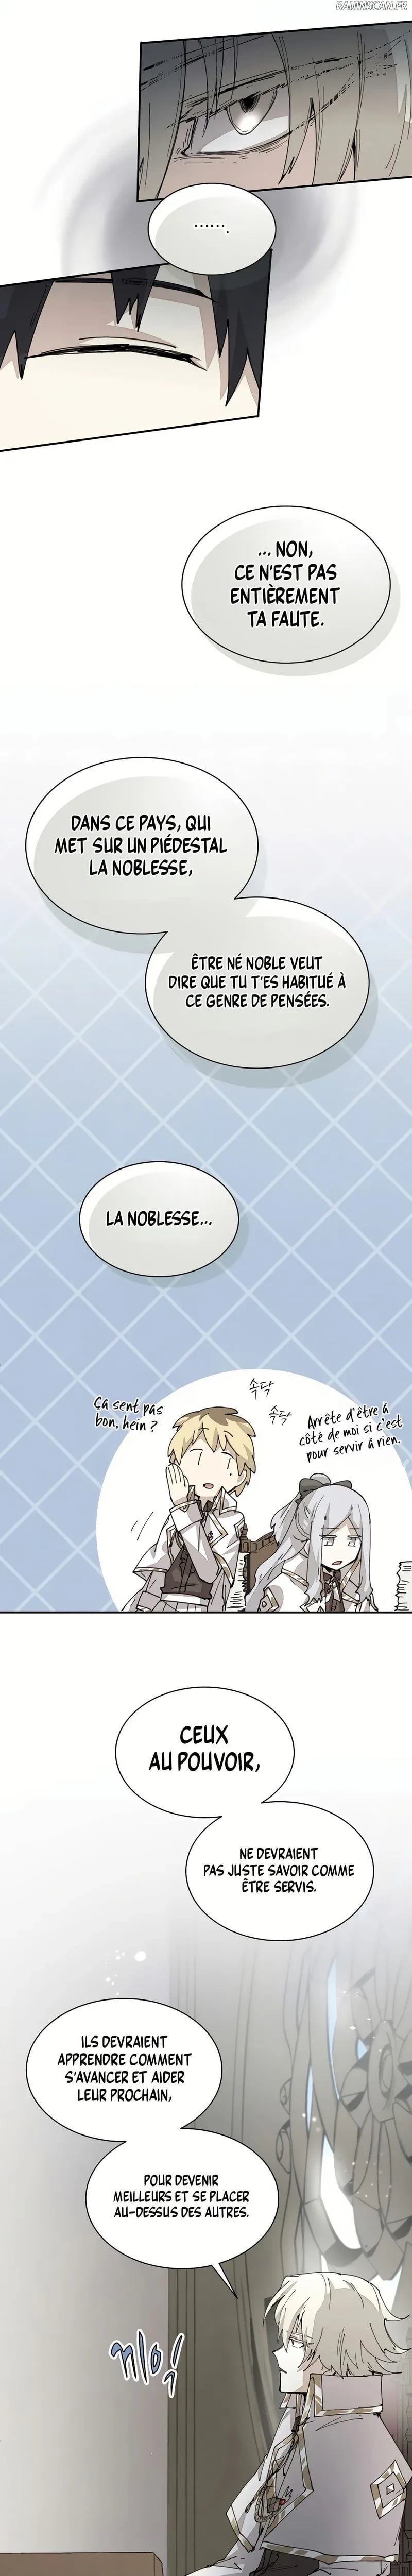 RAIJINSCAN.FR
.......
... NON,
CE N'EST PAS
ENTIÈREMENT
TA FAUTE.
DANS CE PAYS, QUI
MET SUR UN PIÉDESTAL
LA NOBLESSE,
ÊTRE NÉ NOBLE VEUT
DIRE QUE TU T'ES HABITUÉ À
CE GENRE DE PENSÉES.
LA NOBLESSE...
속닥
속닥
Ça sent pas
bon, hein ?
Arrête d'être à
côté de moi si c'est
pour servir à rien.
CEUX
AU POUVOIR,
NE DEVRAIENT
PAS JUSTE SAVOIR COMME
ÊTRE SERVIS.
ILS DEVRAIENT
APPRENDRE COMMENT
S'AVANCER ET AIDER
LEUR PROCHAIN,
POUR DEVENIR
MEILLEURS ET SE PLACER
AU-DESSUS DES AUTRES.